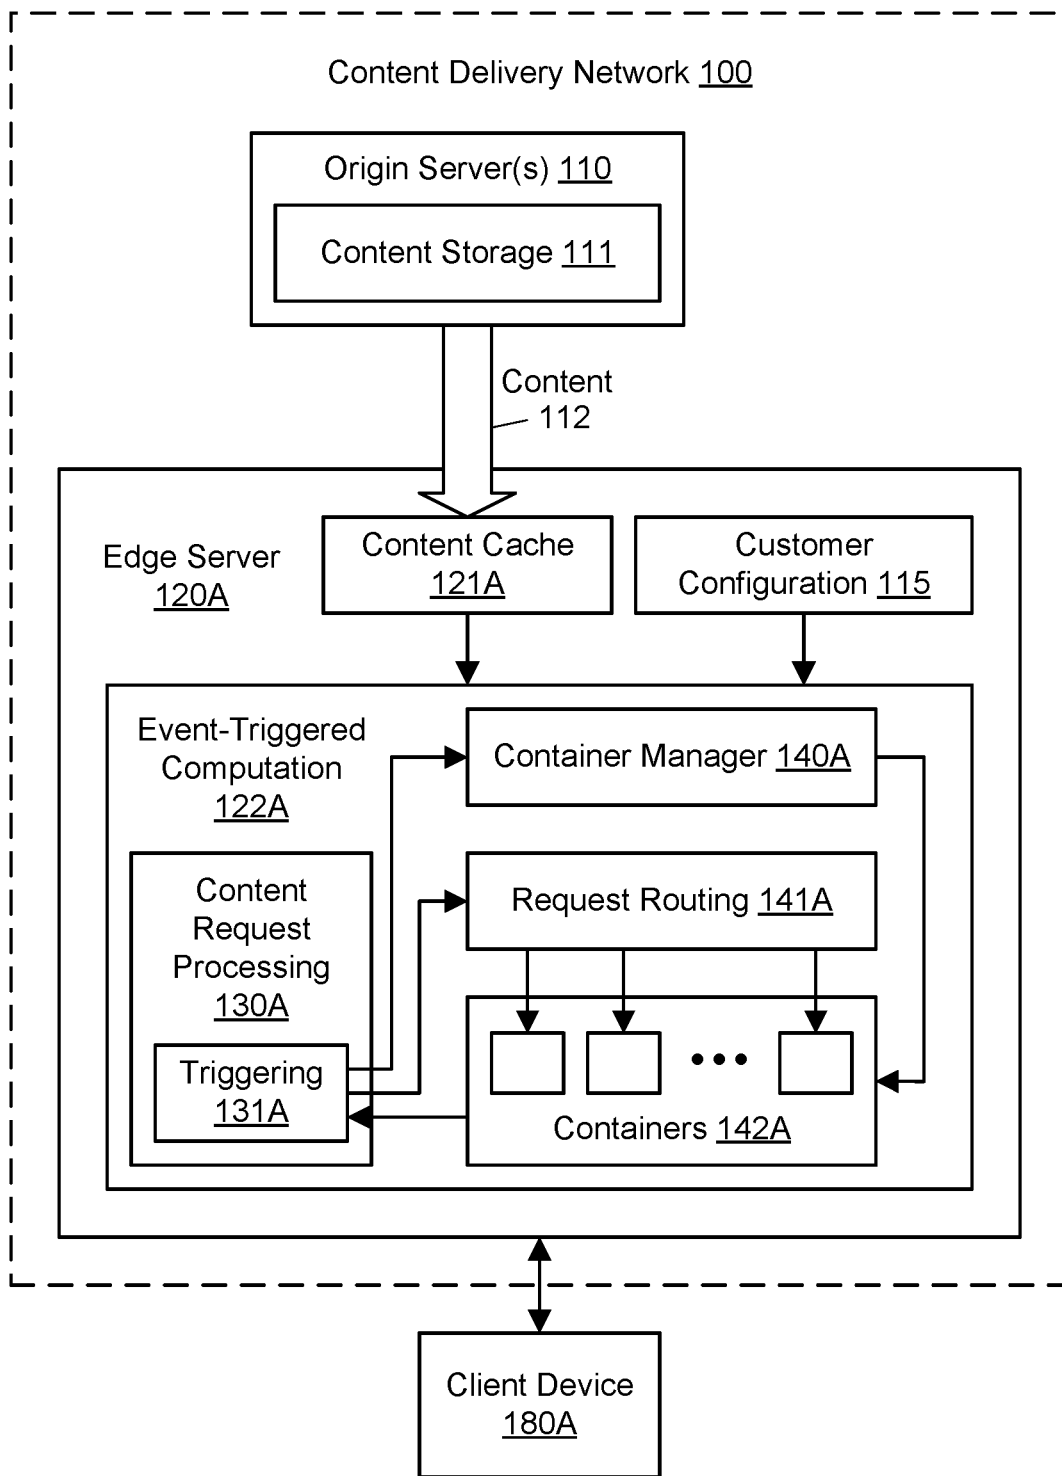 Content Delivery Network 100
Origin Server(s) 110
Content Storage 111
Content
112
Edge Server
120A
Content Cache
121A
Customer
Configuration 115
Event-Triggered
Computation
122A
Container Manager 140A
Content
Request
Processing
130A
Request Routing 141A
Triggering
131A
Containers 142A
Client Device
180A